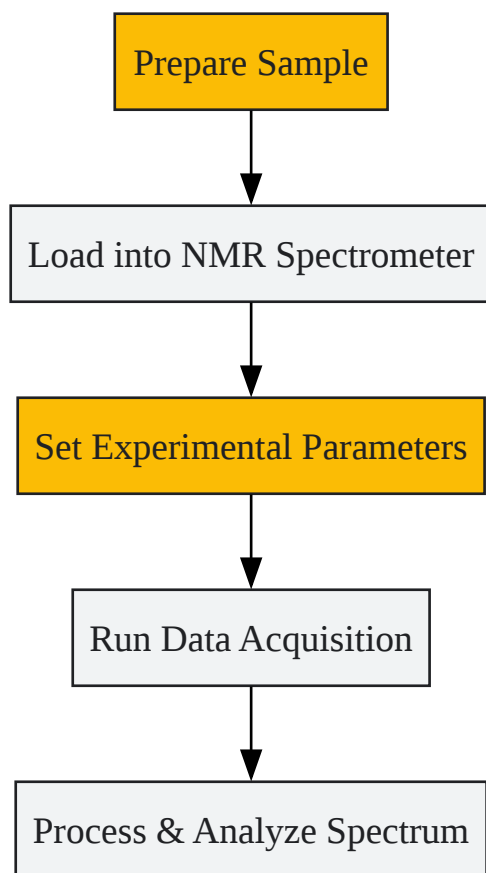 Prepare Sample
Load into NMR Spectrometer
Set Experimental Parameters
Run Data Acquisition
Process & Analyze Spectrum